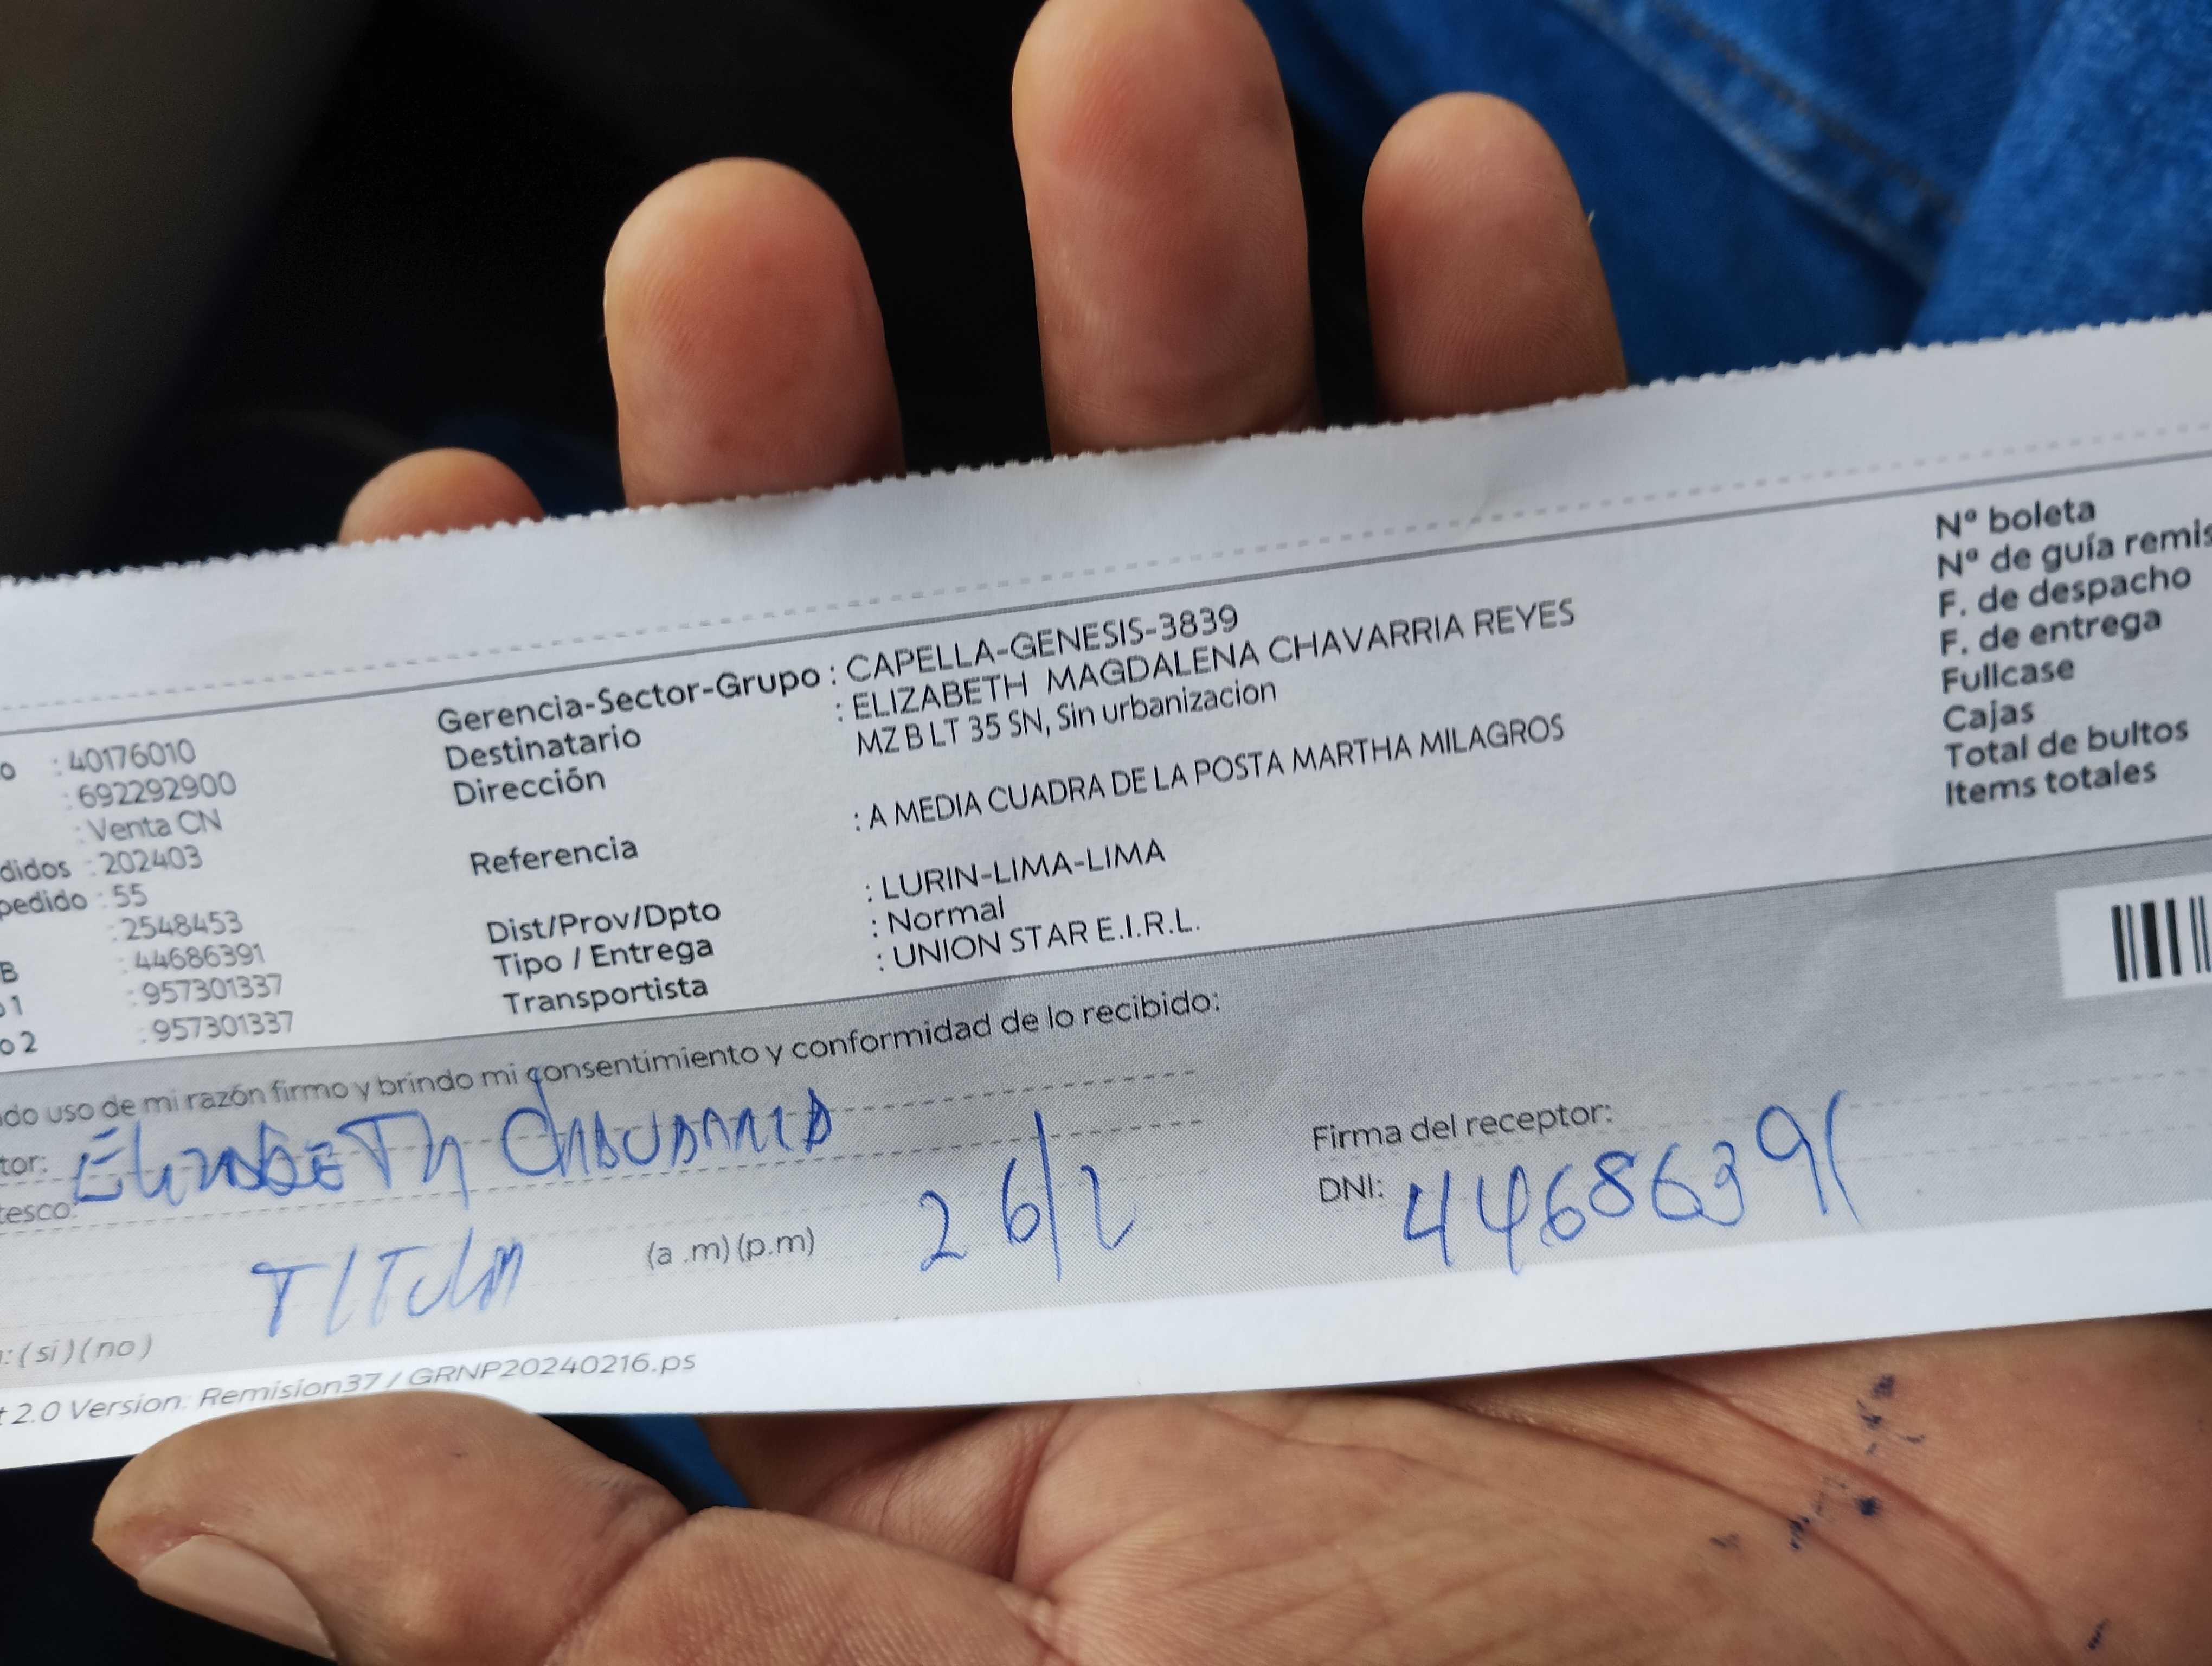 o : 40176010
: 692292900
: Venta CN
didos : 202403
pedido : 55
: 2548453
B : 44686391
o 1 : 957301337
o 2 : 957301337
Gerencia-Sector-Grupo : CAPELLA-GENESIS-3839
Destinatario : ELIZABETH MAGDALENA CHAVARRIA REYES
Dirección MZ B LT 35 SN, Sin urbanizacion
Referencia : A MEDIA CUADRA DE LA POSTA MARTHA MILAGROS
Dist/Prov/Dpto : LURIN-LIMA-LIMA
Tipo / Entrega : Normal
Transportista : UNION STAR E.I.R.L.
Nº boleta
Nº de guía remis
F. de despacho
F. de entrega
Fullcase
Cajas
Total de bultos
Items totales
do uso de mi razón firmo y brindo mi consentimiento y conformidad de lo recibido:
tor: ELIZABETH CHAVARRIA
tesco:
TITULA (a .m) (p.m) 26/2
Firma del receptor:
DNI: 44686391
: ( si ) ( no )
t 2.0 Version: Remision37 / GRNP20240216.ps